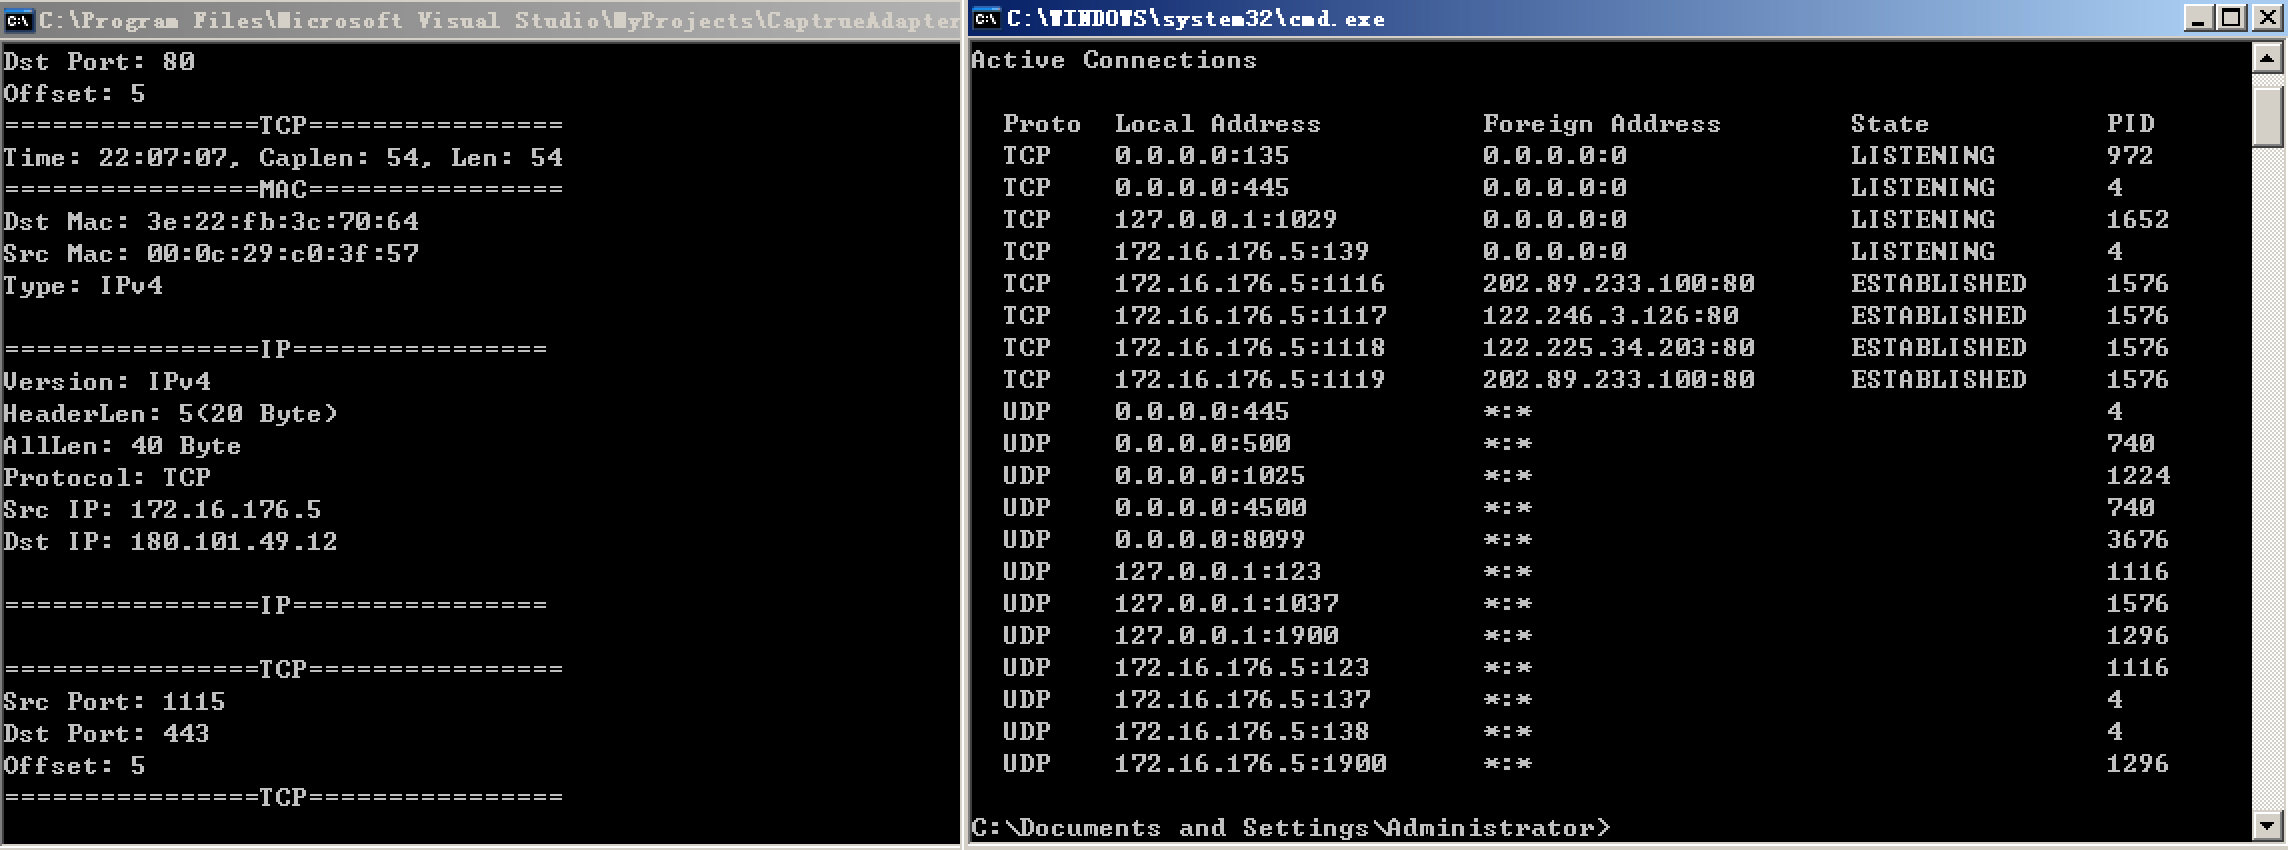 C:\Program Files\Microsoft Visual Studio\MyProjects\CaptrueAdapter
Dst Port: 80
Offset: 5
================TCP================
Time: 22:07:07, Caplen: 54, Len: 54
================MAC================
Dst Mac: 3e:22:fb:3c:70:64
Src Mac: 00:0c:29:c0:3f:57
Type: IPv4
================IP================
Version: IPv4
HeaderLen: 5(20 Byte)
AllLen: 40 Byte
Protocol: TCP
Src IP: 172.16.176.5
Dst IP: 180.101.49.12
================IP================
================TCP================
Src Port: 1115
Dst Port: 443
Offset: 5
================TCP================
C:\WINDOWS\system32\cmd.exe
Active Connections
Proto  Local Address          Foreign Address        State           PID
TCP    0.0.0.0:135            0.0.0.0:0              LISTENING       972
TCP    0.0.0.0:445            0.0.0.0:0              LISTENING       4
TCP    127.0.0.1:1029         0.0.0.0:0              LISTENING       1652
TCP    172.16.176.5:139       0.0.0.0:0              LISTENING       4
TCP    172.16.176.5:1116      202.89.233.100:80      ESTABLISHED     1576
TCP    172.16.176.5:1117      122.246.3.126:80       ESTABLISHED     1576
TCP    172.16.176.5:1118      122.225.34.203:80      ESTABLISHED     1576
TCP    172.16.176.5:1119      202.89.233.100:80      ESTABLISHED     1576
UDP    0.0.0.0:445            *:*                                    4
UDP    0.0.0.0:500            *:*                                    740
UDP    0.0.0.0:1025           *:*                                    1224
UDP    0.0.0.0:4500           *:*                                    740
UDP    0.0.0.0:8099           *:*                                    3676
UDP    127.0.0.1:123          *:*                                    1116
UDP    127.0.0.1:1037         *:*                                    1576
UDP    127.0.0.1:1900         *:*                                    1296
UDP    172.16.176.5:123       *:*                                    1116
UDP    172.16.176.5:137       *:*                                    4
UDP    172.16.176.5:138       *:*                                    4
UDP    172.16.176.5:1900      *:*                                    1296
C:\Documents and Settings\Administrator>